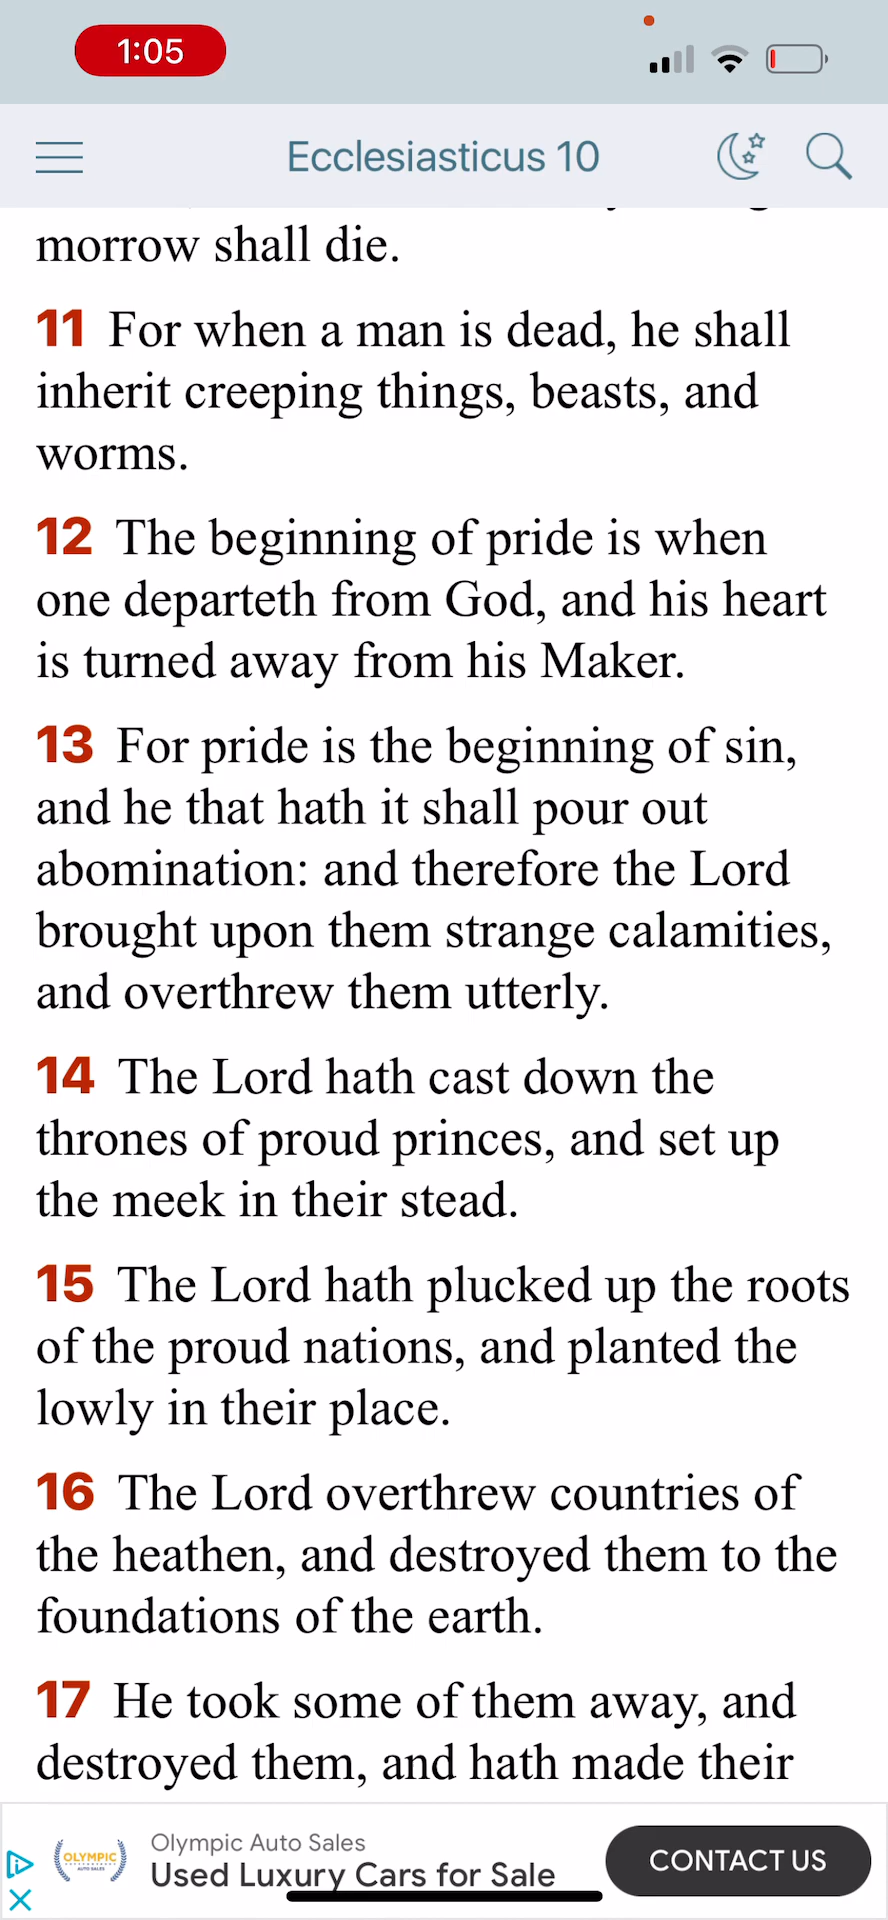 1:05
Ecclesiasticus 10
morrow shall die.
11 For when a man is dead, he shall
inherit creeping things, beasts, and
worms.
12 The beginning of pride is when
one departeth from God, and his heart
is turned away from his Maker.
13 For pride is the beginning of sin,
and he that hath it shall pour out
abomination: and therefore the Lord
brought upon them strange calamities,
and overthrew them utterly.
14 The Lord hath cast down the
thrones of proud princes, and set up
the meek in their stead.
15 The Lord hath plucked up the roots
of the proud nations, and planted the
lowly in their place.
16 The Lord overthrew countries of
the heathen, and destroyed them to the
foundations of the earth.
17 He took some of them away, and
destroyed them, and hath made their
OLYMPIC
AUTO SALES
Olympic Auto Sales
Used Luxury Cars for Sale
CONTACT US